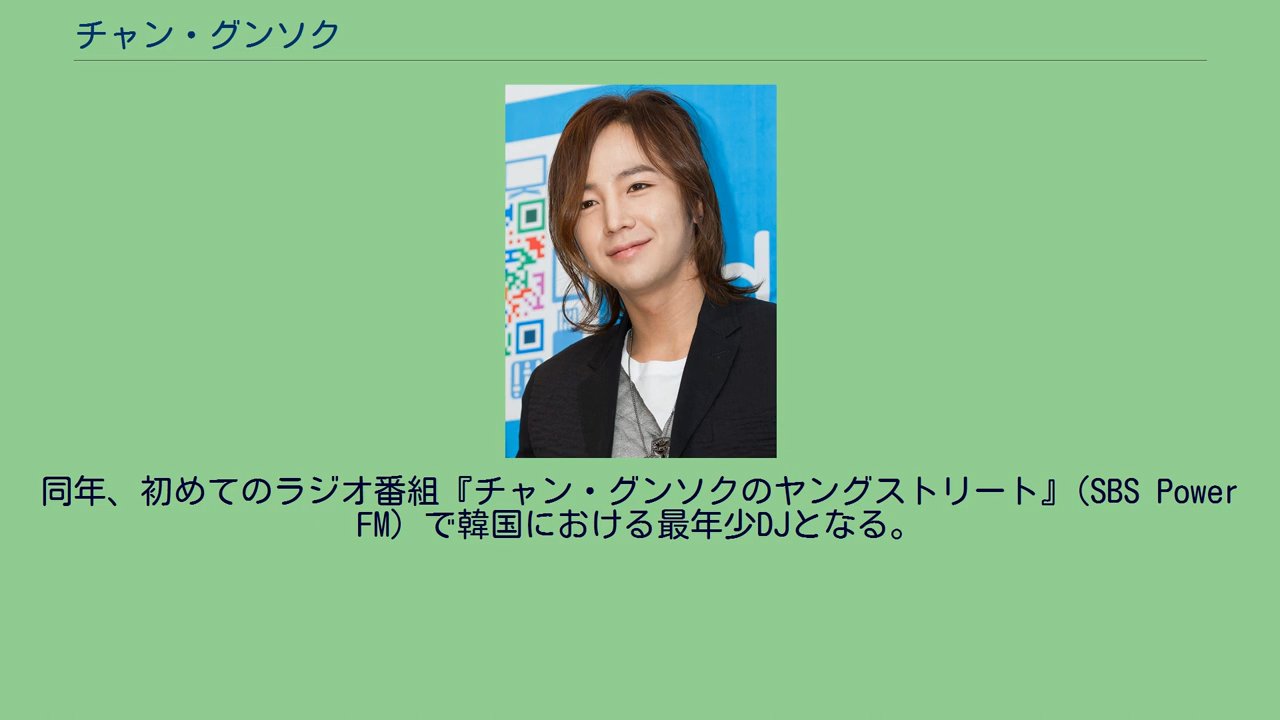 チャン・グンソク
同年、初めてのラジオ番組『チャン・グンソクのヤングストリート』（SBS Power
FM）で韓国における最年少DJとなる。
d